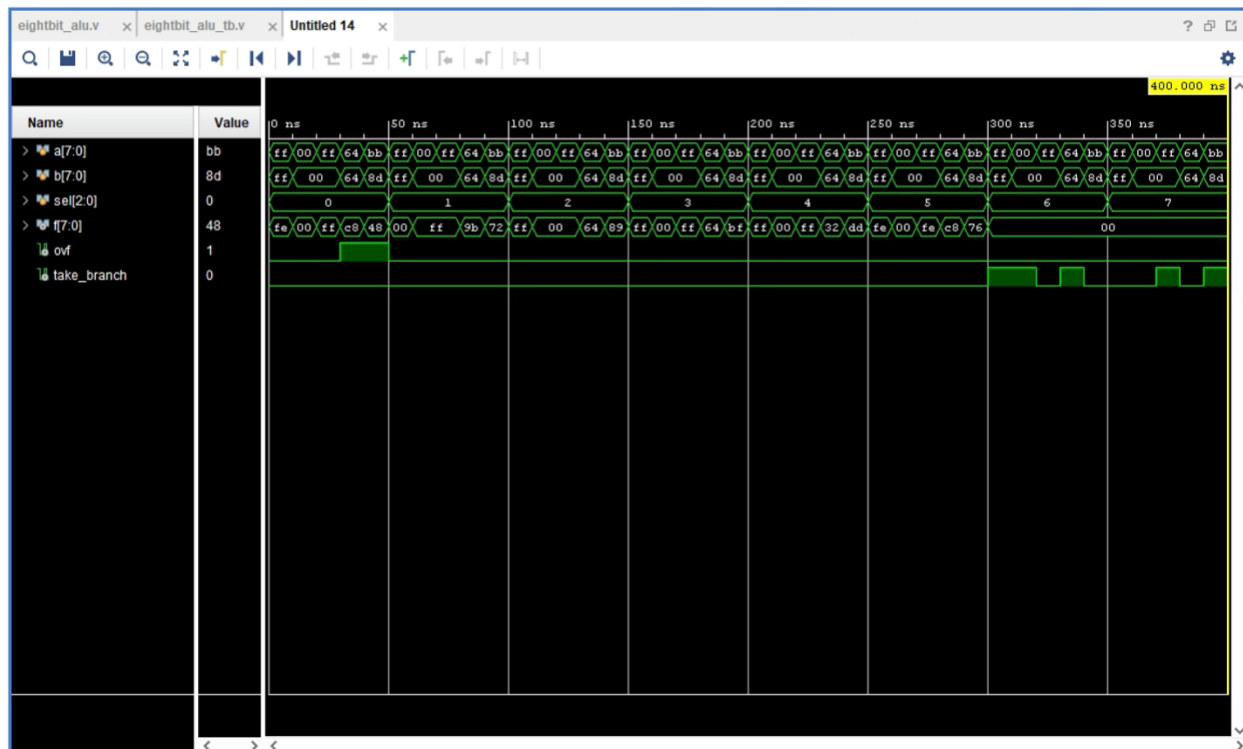 eightbit_alu.v × eightbit_alu_tb.v × Untitled 14 × ?
400.000 ns
Name Value 0 ns 50 ns 100 ns 150 ns 200 ns 250 ns 300 ns 350 ns
> a[7:0] bb ff 00 ff 64 bb ff 00 ff 64 bb ff 00 ff 64 bb ff 00 ff 64 bb ff 00 ff 64 bb ff 00 ff 64 bb ff 00 ff 64 bb ff 00 ff 64 bb
> b[7:0] 8d ff 00 64 8d ff 00 64 8d ff 00 64 8d ff 00 64 8d ff 00 64 8d ff 00 64 8d ff 00 64 8d ff 00 64 8d
> sel[2:0] 0 0 1 2 3 4 5 6 7
> f[7:0] 48 fe 00 ff c8 48 00 ff 9b 72 ff 00 64 89 ff 00 ff 64 bf ff 00 ff 32 dd fe 00 fe c8 76 00
ovf 1
take_branch 0